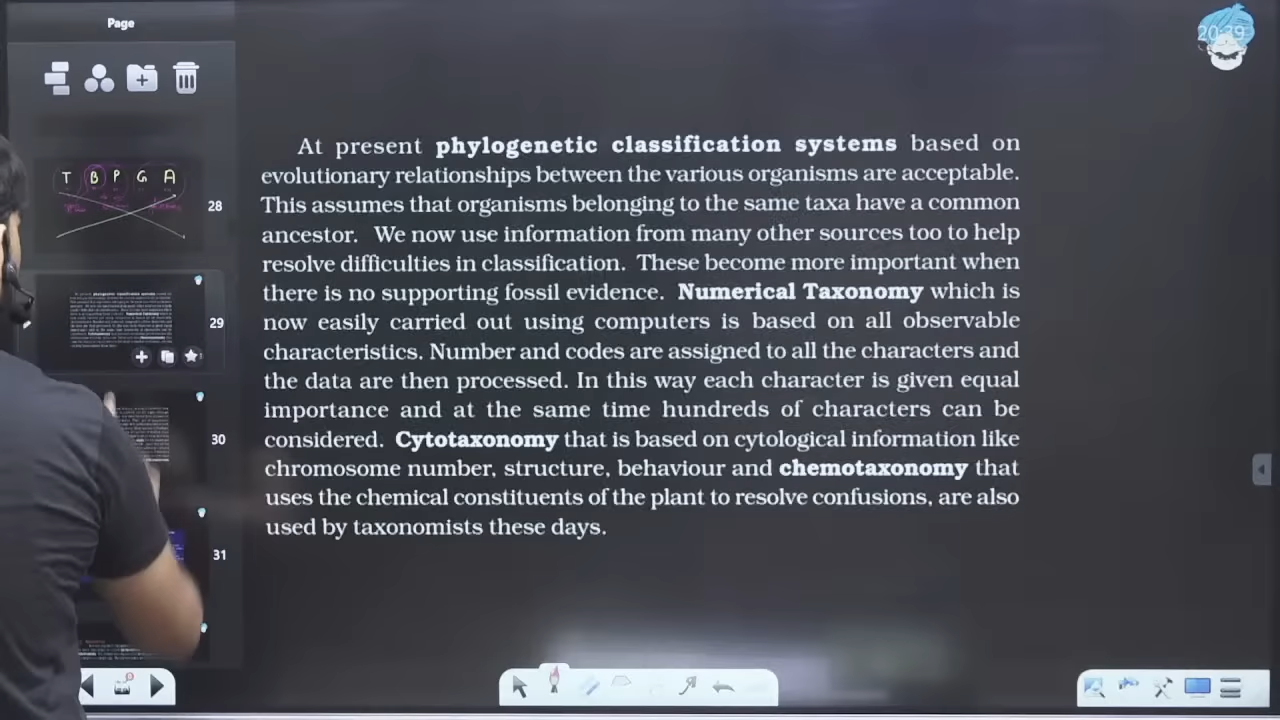 Page
20:29
T B P G A
28
29
30
31
At present phylogenetic classification systems based on
evolutionary relationships between the various organisms are acceptable.
This assumes that organisms belonging to the same taxa have a common
ancestor. We now use information from many other sources too to help
resolve difficulties in classification. These become more important when
there is no supporting fossil evidence. Numerical Taxonomy which is
now easily carried out using computers is based on all observable
characteristics. Number and codes are assigned to all the characters and
the data are then processed. In this way each character is given equal
importance and at the same time hundreds of characters can be
considered. Cytotaxonomy that is based on cytological information like
chromosome number, structure, behaviour and chemotaxonomy that
uses the chemical constituents of the plant to resolve confusions, are also
used by taxonomists these days.